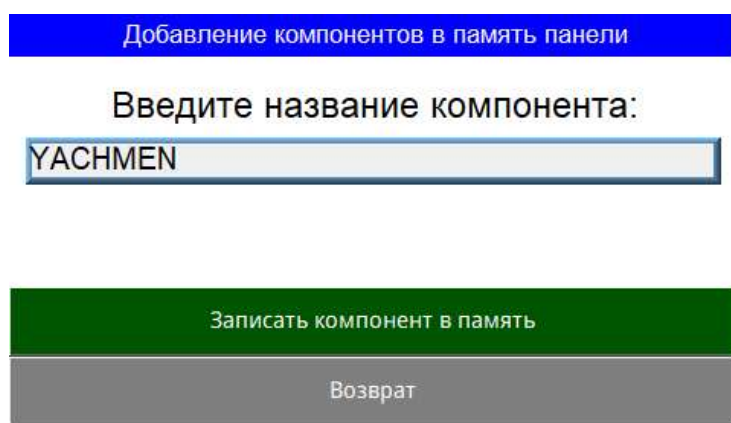 Добавление компонентов в память панели
Введите название компонента:
YACHMEN
Записать компонент в память
Возврат